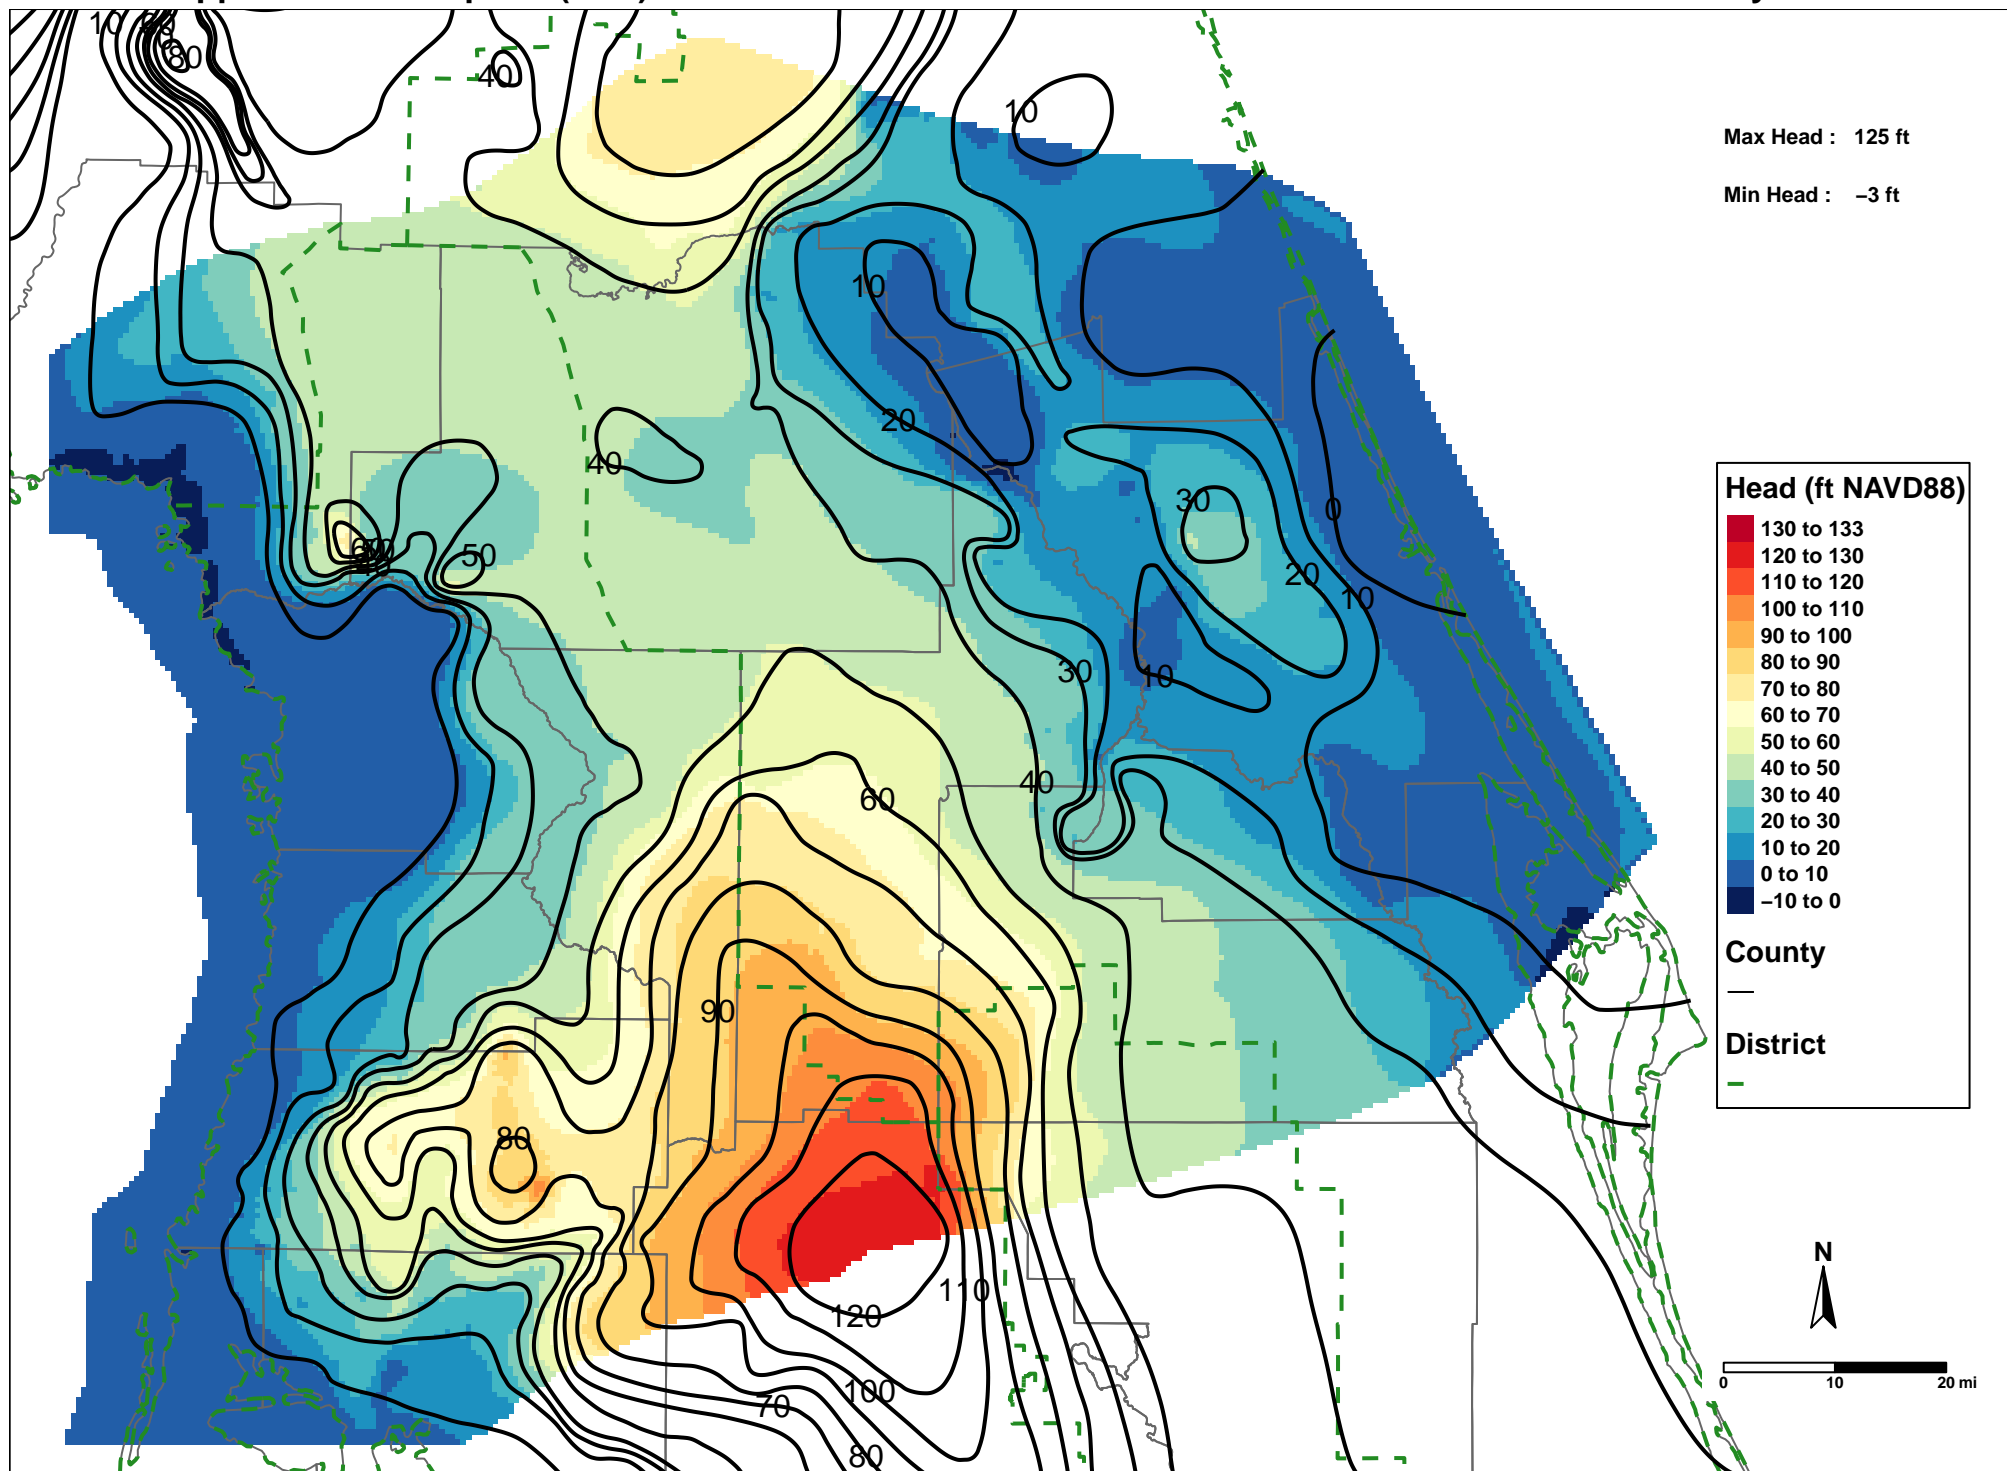 10
80
40
10
Max Head : 125 ft
Min Head : −3 ft
10
20
40
50
30
0
20
10
30
10
40
60
90
80
110
120
100
70
80
Head (ft NAVD88)
130 to 133
120 to 130
110 to 120
100 to 110
90 to 100
80 to 90
70 to 80
60 to 70
50 to 60
40 to 50
30 to 40
20 to 30
10 to 20
0 to 10
−10 to 0
County
District
N
0 10 20 mi